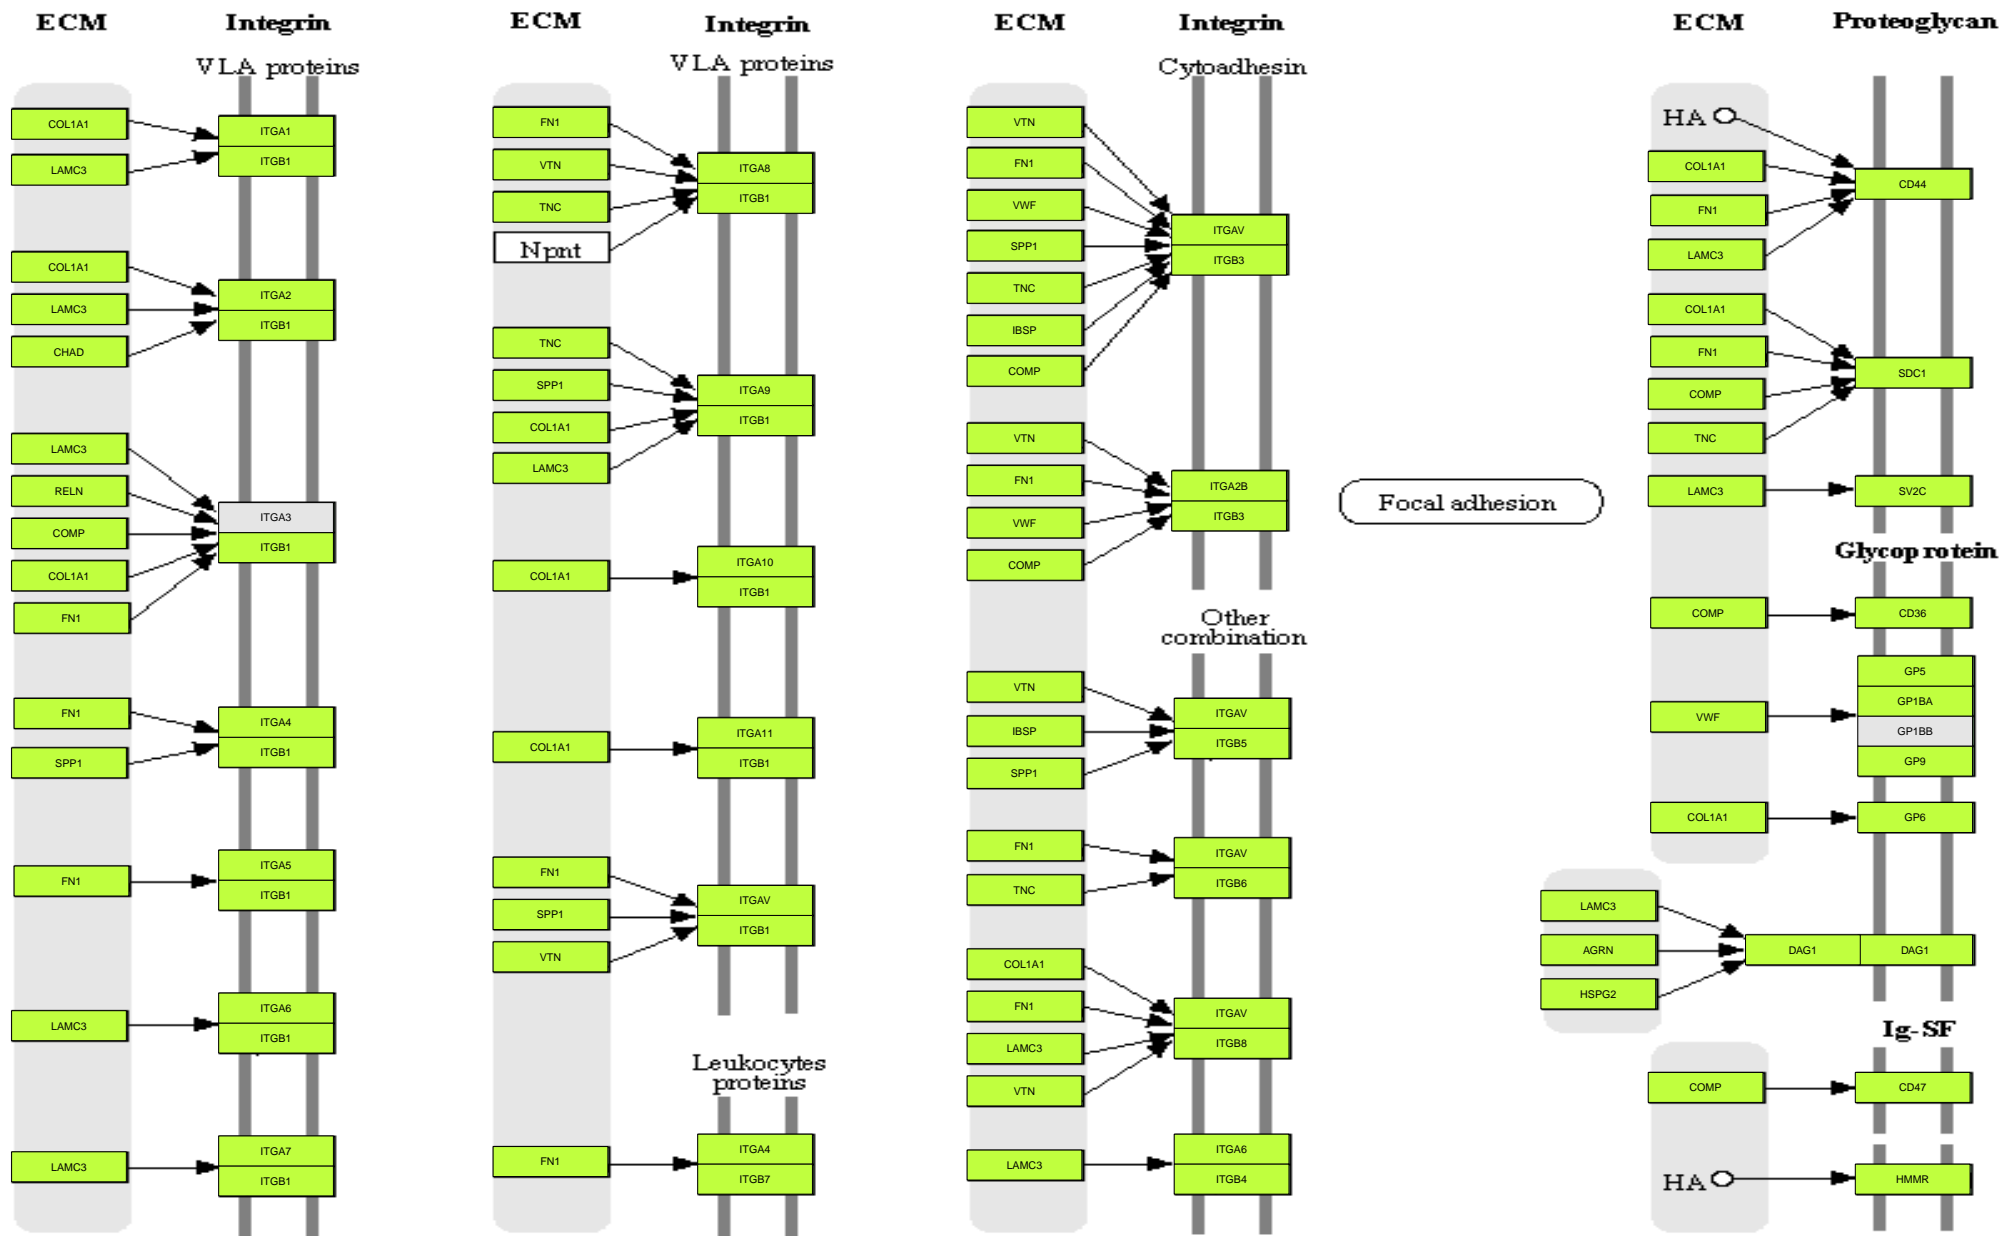 ECM Integrin
VLA proteins
COL1A1
LAMC3
ITGA1
ITGB1
COL1A1
LAMC3
CHAD
ITGA2
ITGB1
LAMC3
RELN
COMP
COL1A1
FN1
ITGA3
ITGB1
FN1
SPP1
ITGA4
ITGB1
FN1
ITGA5
ITGB1
LAMC3
ITGA6
ITGB1
LAMC3
ITGA7
ITGB1
ECM Integrin
VLA proteins
FN1
VTN
TNC
Npnt
ITGA8
ITGB1
TNC
SPP1
COL1A1
LAMC3
ITGA9
ITGB1
COL1A1
ITGA10
ITGB1
COL1A1
ITGA11
ITGB1
FN1
SPP1
VTN
ITGAV
ITGB1
Leukocytes
proteins
FN1
ITGA4
ITGB7
ECM Integrin
Cytoadhesin
VTN
FN1
VWF
SPP1
TNC
IBSP
COMP
ITGAV
ITGB3
VTN
FN1
VWF
COMP
ITGA2B
ITGB3
Other
combination
VTN
IBSP
SPP1
ITGAV
ITGB5
FN1
TNC
ITGAV
ITGB6
COL1A1
FN1
LAMC3
VTN
ITGAV
ITGB8
LAMC3
ITGA6
ITGB4
Focal adhesion
ECM Proteoglycan
HA
COL1A1
FN1
LAMC3
CD44
COL1A1
FN1
COMP
TNC
SDC1
LAMC3
SV2C
Glycoprotein
COMP
CD36
VWF
GP5
GP1BA
GP1BB
GP9
COL1A1
GP6
LAMC3
AGRN
HSPG2
DAG1 DAG1
Ig-SF
COMP
CD47
HA
HMMR